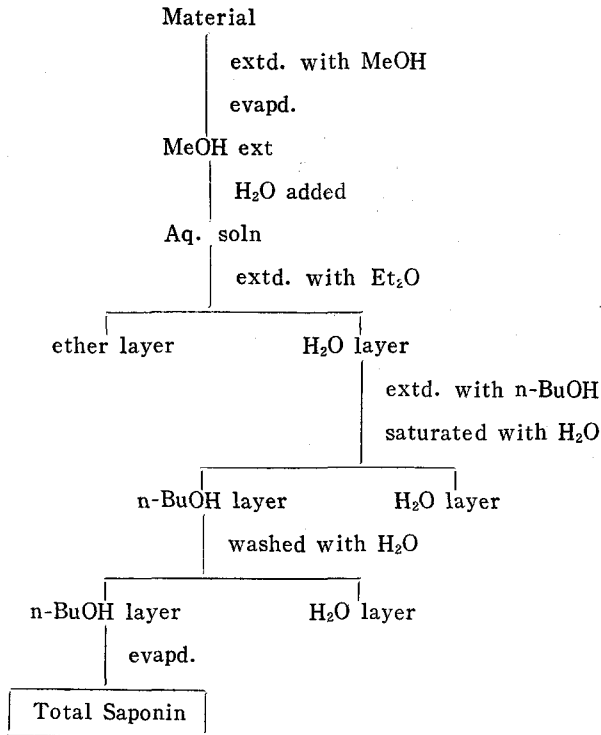 Material
extd. with MeOH
evapd.
MeOH ext
H₂O added
Aq. soln
extd. with Et₂O
ether layer H₂O layer
extd. with n-BuOH
saturated with H₂O
n-BuOH layer H₂O layer
washed with H₂O
n-BuOH layer H₂O layer
evapd.
Total Saponin